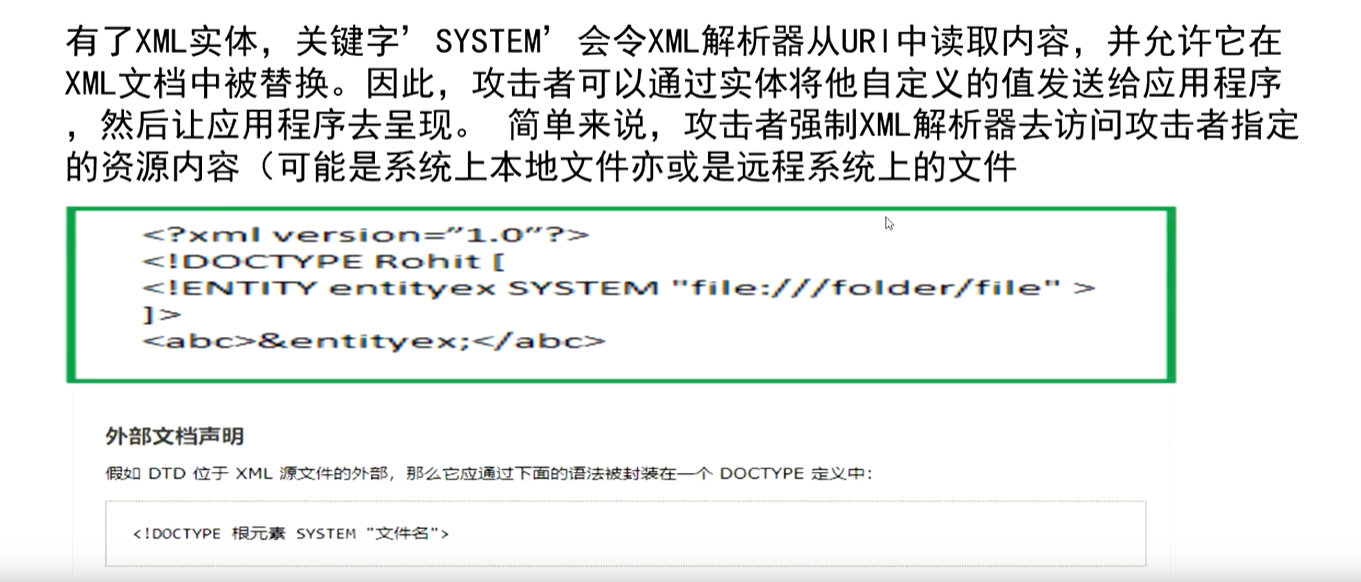 有了XML实体，关键字’SYSTEM’会令XML解析器从URI中读取内容，并允许它在
XML文档中被替换。因此，攻击者可以通过实体将他自定义的值发送给应用程序
，然后让应用程序去呈现。 简单来说，攻击者强制XML解析器去访问攻击者指定
的资源内容（可能是系统上本地文件亦或是远程系统上的文件
<?xml version=”1.0”?>
<!DOCTYPE Rohit [
<!ENTITY entityex SYSTEM "file:///folder/file" >
]>
<abc>&entityex;</abc>
外部文档声明
假如 DTD 位于 XML 源文件的外部，那么它应通过下面的语法被封装在一个 DOCTYPE 定义中：
<!DOCTYPE 根元素 SYSTEM "文件名">